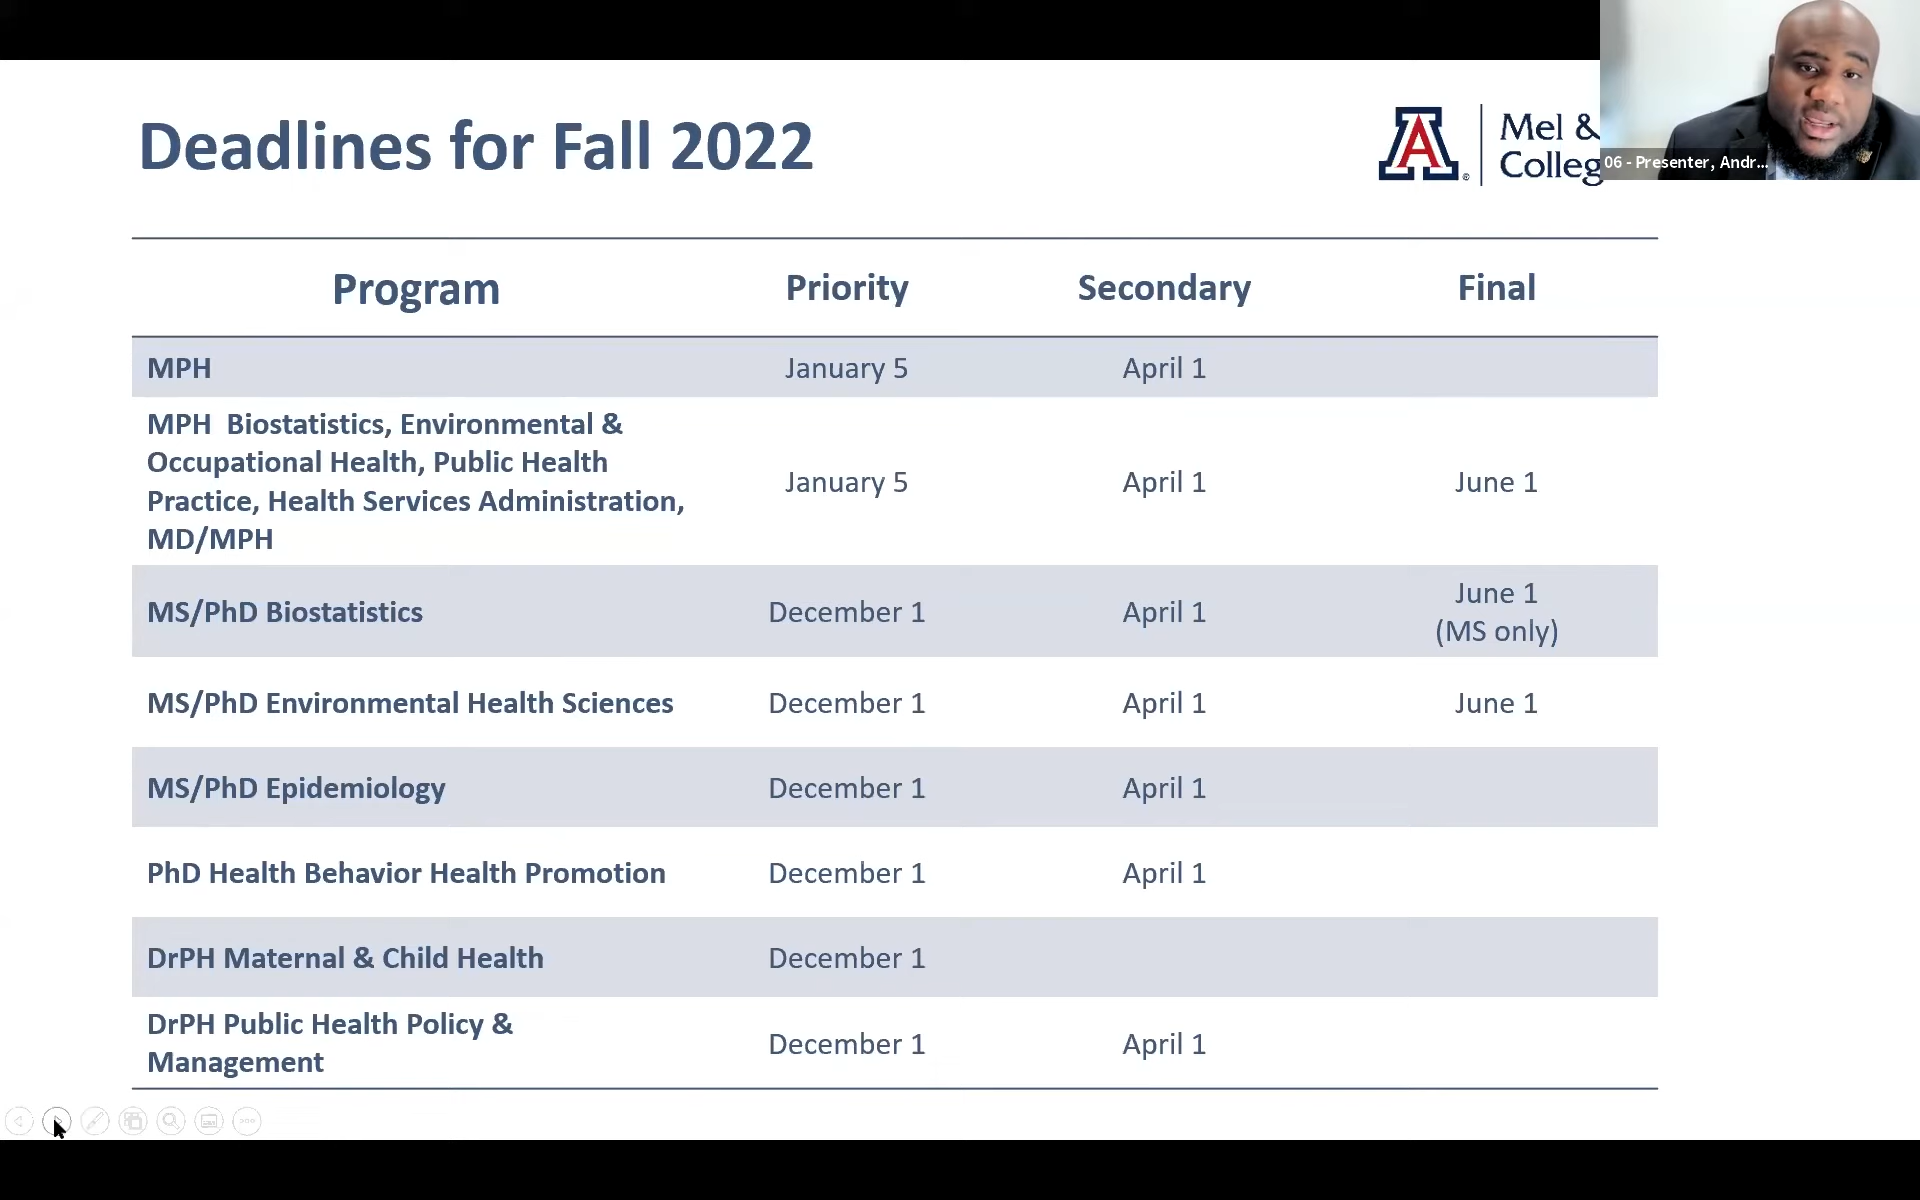 Deadlines for Fall 2022
A
Mel &
Colleg
06 - Presenter, Andr...
Program Priority Secondary Final
MPH January 5 April 1
MPH Biostatistics, Environmental &
Occupational Health, Public Health
Practice, Health Services Administration,
MD/MPH
January 5 April 1 June 1
MS/PhD Biostatistics December 1 April 1 June 1
(MS only)
MS/PhD Environmental Health Sciences December 1 April 1 June 1
MS/PhD Epidemiology December 1 April 1
PhD Health Behavior Health Promotion December 1 April 1
DrPH Maternal & Child Health December 1
DrPH Public Health Policy &
Management
December 1 April 1